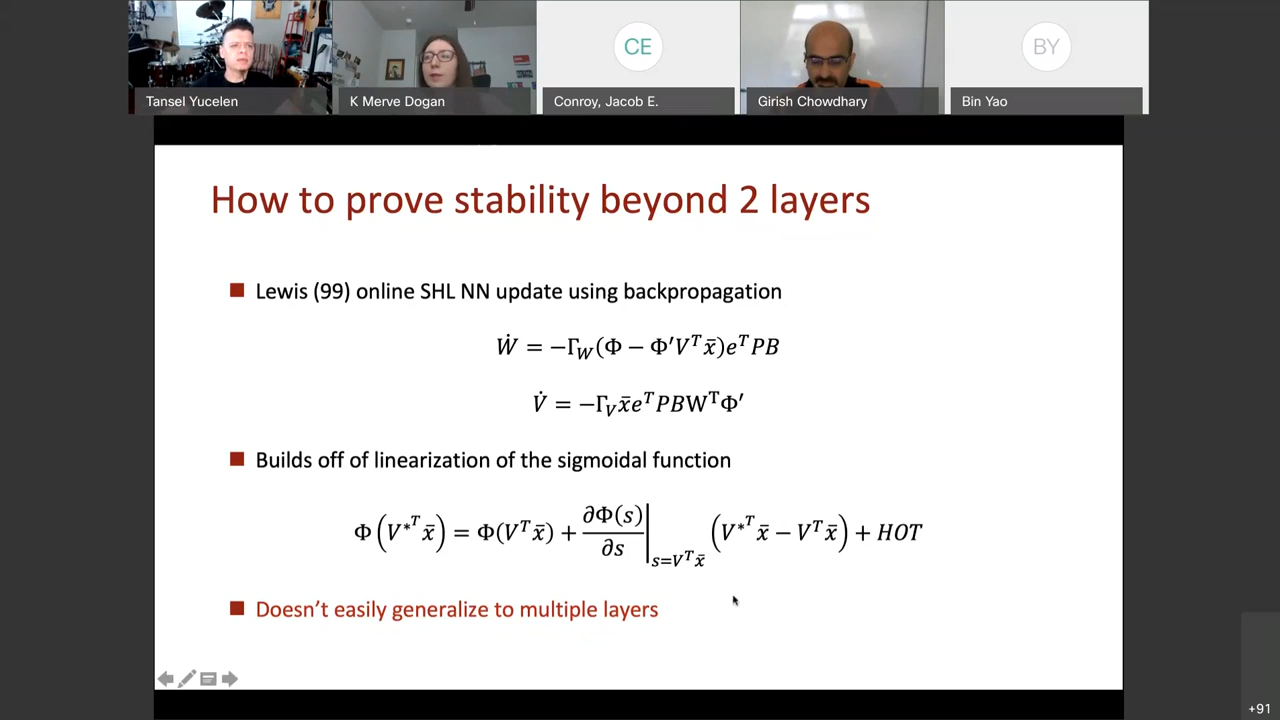 CE
BY
Tansel Yucelen
K Merve Dogan
Conroy, Jacob E.
Girish Chowdhary
Bin Yao
How to prove stability beyond 2 layers
Lewis (99) online SHL NN update using backpropagation
Ẇ = −Γ_W(Φ − Φ′V^T x̄)e^T PB
V̇ = −Γ_V x̄e^T PBW^TΦ′
Builds off of linearization of the sigmoidal function
Φ(V*^T x̄) = Φ(V^T x̄) + ∂Φ(s)/∂s |_{s=V^T x̄} (V*^T x̄ − V^T x̄) + HOT
Doesn't easily generalize to multiple layers
+91